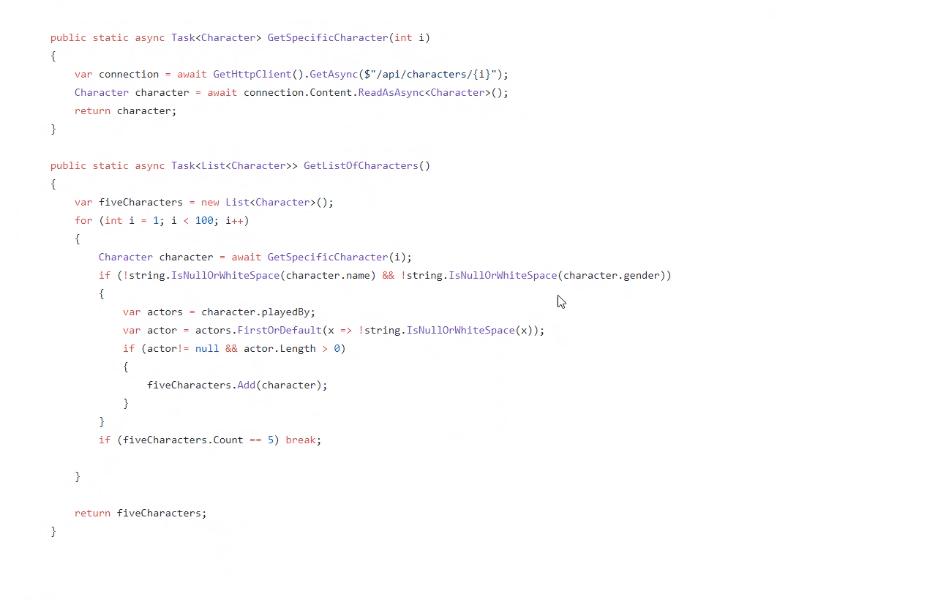 public static async Task<Character> GetSpecificCharacter(int i)
{
    var connection = await GetHttpClient().GetAsync($"/api/characters/{i}");
    Character character = await connection.Content.ReadAsAsync<Character>();
    return character;
}

public static async Task<List<Character>> GetListOfCharacters()
{
    var fiveCharacters = new List<Character>();
    for (int i = 1; i < 100; i++)
    {
        Character character = await GetSpecificCharacter(i);
        if (!string.IsNullOrWhiteSpace(character.name) && !string.IsNullOrWhiteSpace(character.gender))
        {
            var actors = character.playedBy;
            var actor = actors.FirstOrDefault(x => !string.IsNullOrWhiteSpace(x));
            if (actor!= null && actor.Length > 0)
            {
                fiveCharacters.Add(character);
            }
        }
        if (fiveCharacters.Count == 5) break;

    }

    return fiveCharacters;
}